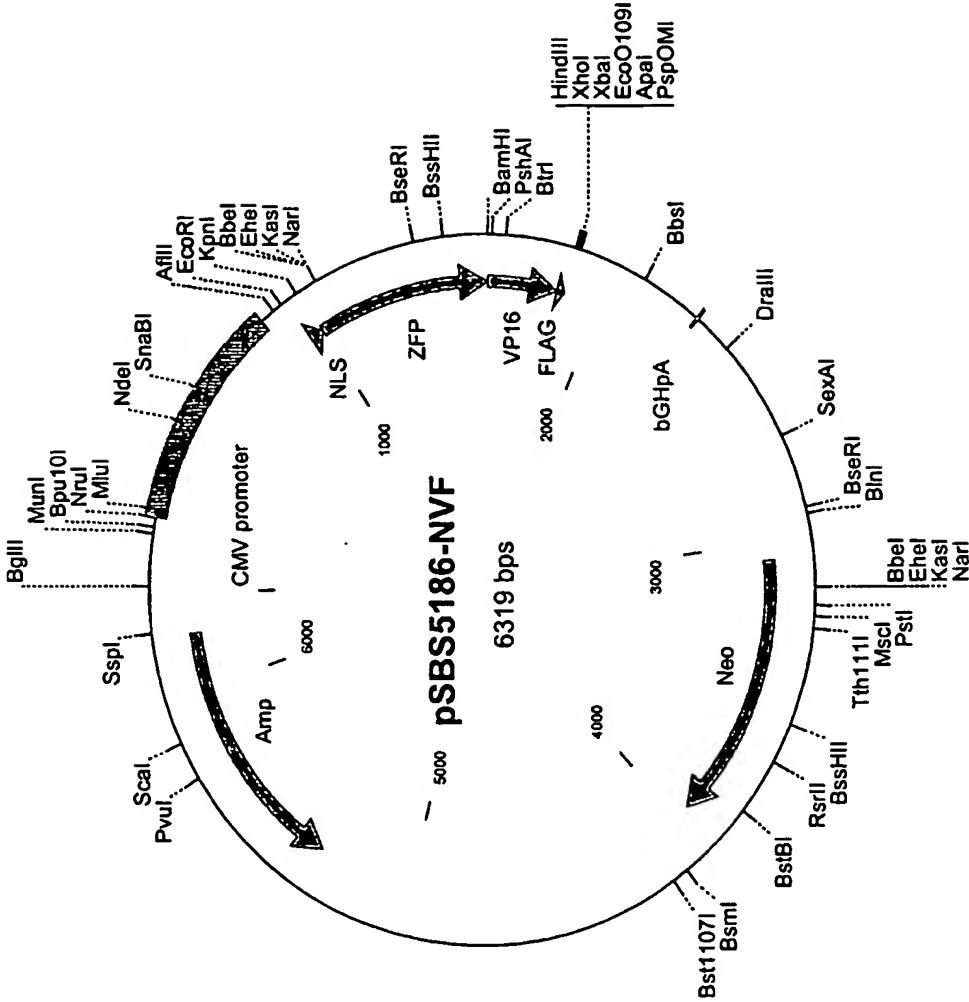 BglII
MunI
Bpu10I
NruI
MluI
NdeI
SnaBI
AflII
EcoRI
KpnI
BbeI
EheI
KasI
NarI
BseRI
BssHII
BamHI
PshAI
BtrI
HindIII
XhoI
XbaI
EcoO109I
ApaI
PspOMI
BbsI
DraIII
SexAI
BseRI
BlnI
BbeI
EheI
KasI
NarI
PstI
MscI
Tth111I
BssHII
RsrII
BstBI
BsmI
Bst1107I
PvuI
ScaI
SspI
CMV promoter
NLS
ZFP
VP16
FLAG
bGHpA
Neo
Amp
1000
2000
3000
4000
5000
6000
pSBS5186-NVF
6319 bps